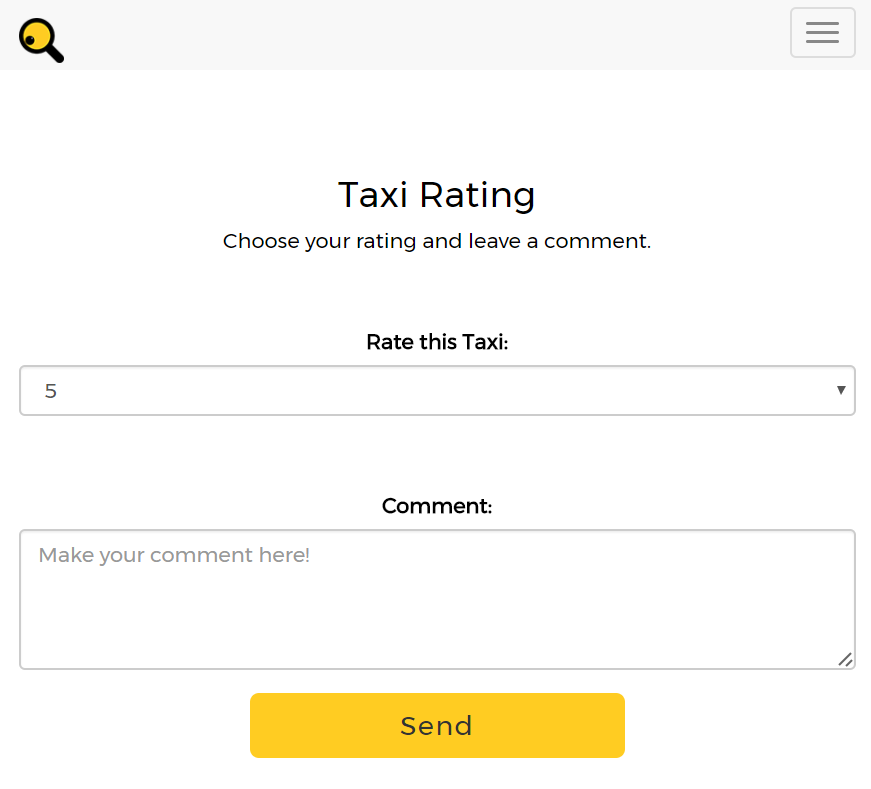 Taxi Rating
Choose your rating and leave a comment.
Rate this Taxi:
5
Comment:
Make your comment here!
Send